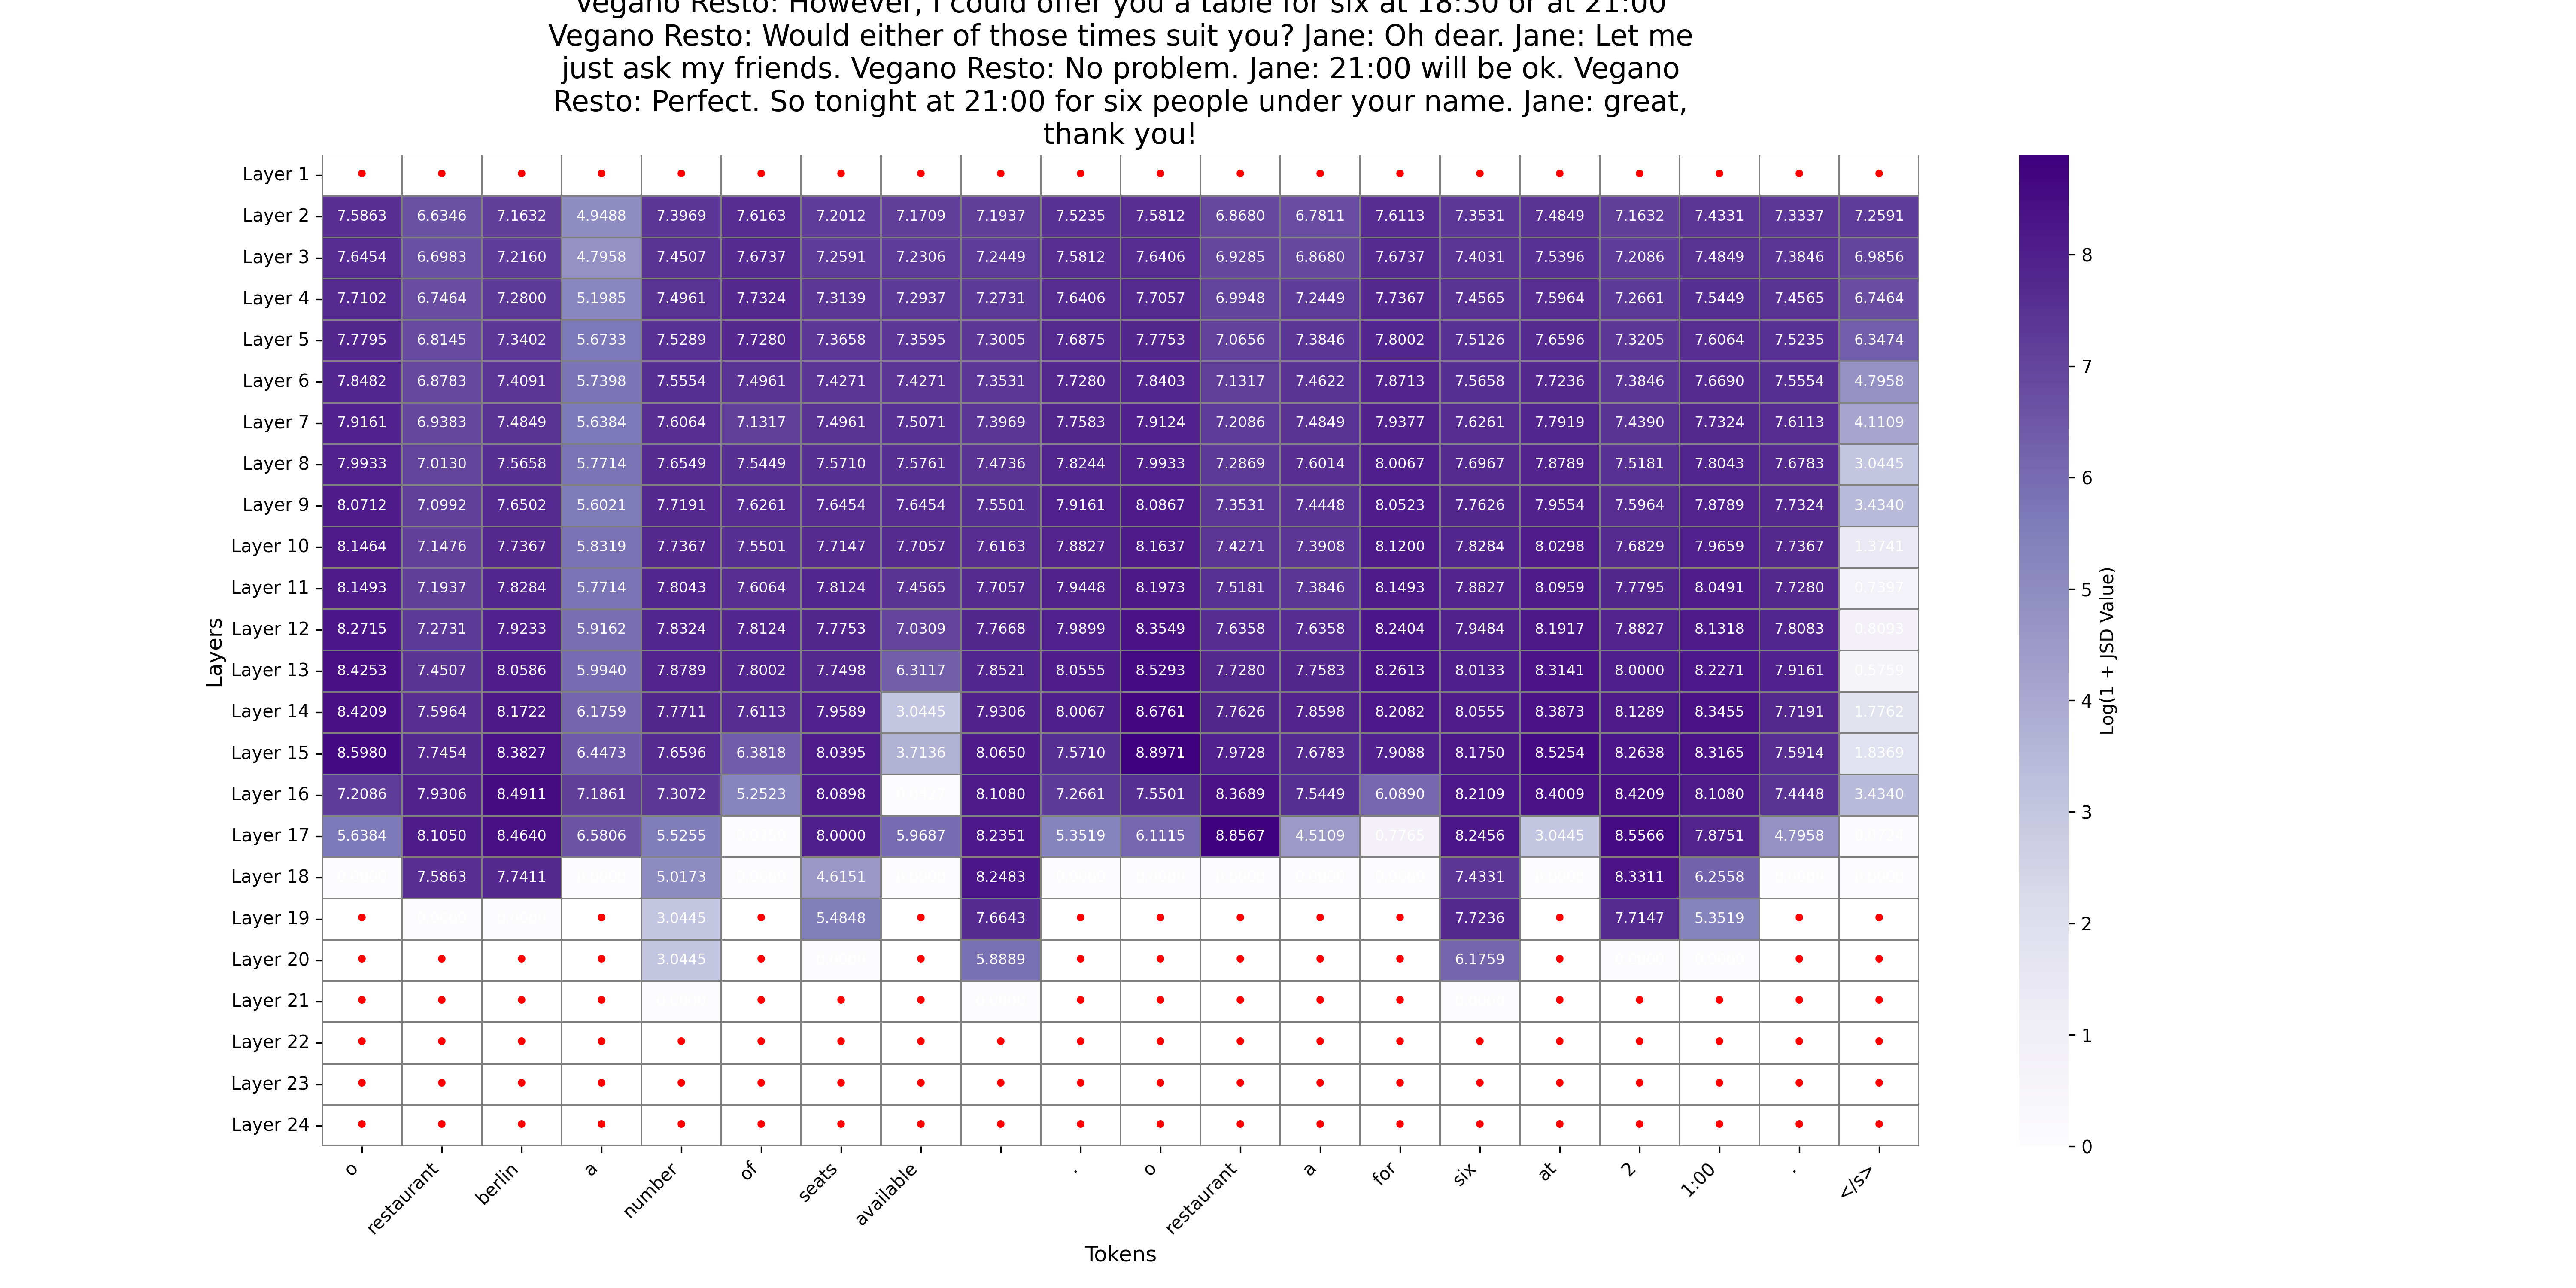 Vegano Resto: However, I could offer you a table for six at 18:30 or at 21:00
Vegano Resto: Would either of those times suit you? Jane: Oh dear. Jane: Let me
just ask my friends. Vegano Resto: No problem. Jane: 21:00 will be ok. Vegano
Resto: Perfect. So tonight at 21:00 for six people under your name. Jane: great,
thank you!
Layer 1
Layer 2 7.5863 6.6346 7.1632 4.9488 7.3969 7.6163 7.2012 7.1709 7.1937 7.5235 7.5812 6.8680 6.7811 7.6113 7.3531 7.4849 7.1632 7.4331 7.3337 7.2591
Layer 3 7.6454 6.6983 7.2160 4.7958 7.4507 7.6737 7.2591 7.2306 7.2449 7.5812 7.6406 6.9285 6.8680 7.6737 7.4031 7.5396 7.2086 7.4849 7.3846 6.9856
Layer 4 7.7102 6.7464 7.2800 5.1985 7.4961 7.7324 7.3139 7.2937 7.2731 7.6406 7.7057 6.9948 7.2449 7.7367 7.4565 7.5964 7.2661 7.5449 7.4565 6.7464
Layer 5 7.7795 6.8145 7.3402 5.6733 7.5289 7.7280 7.3658 7.3595 7.3005 7.6875 7.7753 7.0656 7.3846 7.8002 7.5126 7.6596 7.3205 7.6064 7.5235 6.3474
Layer 6 7.8482 6.8783 7.4091 5.7398 7.5554 7.4961 7.4271 7.4271 7.3531 7.7280 7.8403 7.1317 7.4622 7.8713 7.5658 7.7236 7.3846 7.6690 7.5554 4.7958
Layer 7 7.9161 6.9383 7.4849 5.6384 7.6064 7.1317 7.4961 7.5071 7.3969 7.7583 7.9124 7.2086 7.4849 7.9377 7.6261 7.7919 7.4390 7.7324 7.6113 4.1109
Layer 8 7.9933 7.0130 7.5658 5.7714 7.6549 7.5449 7.5710 7.5761 7.4736 7.8244 7.9933 7.2869 7.6014 8.0067 7.6967 7.8789 7.5181 7.8043 7.6783 3.0445
Layer 9 8.0712 7.0992 7.6502 5.6021 7.7191 7.6261 7.6454 7.6454 7.5501 7.9161 8.0867 7.3531 7.4448 8.0523 7.7626 7.9554 7.5964 7.8789 7.7324 3.4340
Layer 10 8.1464 7.1476 7.7367 5.8319 7.7367 7.5501 7.7147 7.7057 7.6163 7.8827 8.1637 7.4271 7.3908 8.1200 7.8284 8.0298 7.6829 7.9659 7.7367 1.3741
Layer 11 8.1493 7.1937 7.8284 5.7714 7.8043 7.6064 7.8124 7.4565 7.7057 7.9448 8.1973 7.5181 7.3846 8.1493 7.8827 8.0959 7.7795 8.0491 7.7280 0.7397
Layer 12 8.2715 7.2731 7.9233 5.9162 7.8324 7.8124 7.7753 7.0309 7.7668 7.9899 8.3549 7.6358 7.6358 8.2404 7.9484 8.1917 7.8827 8.1318 7.8083 0.8093
Layer 13 8.4253 7.4507 8.0586 5.9940 7.8789 7.8002 7.7498 6.3117 7.8521 8.0555 8.5293 7.7280 7.7583 8.2613 8.0133 8.3141 8.0000 8.2271 7.9161 0.5759
Layer 14 8.4209 7.5964 8.1722 6.1759 7.7711 7.6113 7.9589 3.0445 7.9306 8.0067 8.6761 7.7626 7.8598 8.2082 8.0555 8.3873 8.1289 8.3455 7.7191 1.7762
Layer 15 8.5980 7.7454 8.3827 6.4473 7.6596 6.3818 8.0395 3.7136 8.0650 7.5710 8.8971 7.9728 7.6783 7.9088 8.1750 8.5254 8.2638 8.3165 7.5914 1.8369
Layer 16 7.2086 7.9306 8.4911 7.1861 7.3072 5.2523 8.0898 8.1080 7.2661 7.5501 8.3689 7.5449 6.0890 8.2109 8.4009 8.4209 8.1080 7.4448 3.4340
Layer 17 5.6384 8.1050 8.4640 6.5806 5.5255 8.0000 5.9687 8.2351 5.3519 6.1115 8.8567 4.5109 0.7765 8.2456 3.0445 8.5566 7.8751 4.7958
Layer 18 7.5863 7.7411 5.0173 4.6151 8.2483 7.4331 8.3311 6.2558
Layer 19 3.0445 5.4848 7.6643 7.7236 7.7147 5.3519
Layer 20 3.0445 5.8889 6.1759
Layer 21
Layer 22
Layer 23
Layer 24
Layers
o restaurant berlin a number of seats available . o restaurant a for six at 2 1:00 . </s>
Tokens
8
7
6
5
4
3
2
1
0
Log(1 + JSD Value)